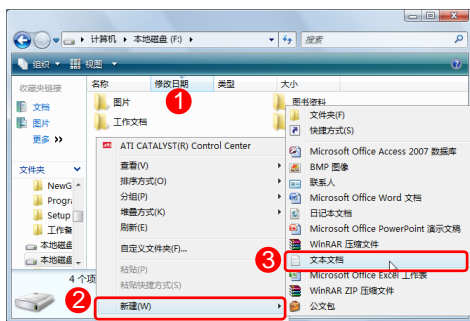 计算机 ▸ 本地磁盘 (F:) ▸
搜索
组织 ▾ 视图 ▾
收藏夹链接
文档
图片
更多 »
文件夹
NewG
Progra
Setup
工作备
本地磁盘
本地磁盘
名称 修改日期 类型 大小
图片
工作文档
图书资料
1
ATI CATALYST(R) Control Center
查看(V)
排序方式(O)
分组(P)
堆叠方式(K)
刷新(E)
自定义文件夹(F)...
粘贴(P)
粘贴快捷方式(S)
2
新建(W)
文件夹(F)
快捷方式(S)
Microsoft Office Access 2007 数据库
BMP 图像
联系人
Microsoft Office Word 文档
日记本文档
Microsoft Office PowerPoint 演示文稿
WinRAR 压缩文件
3
文本文档
Microsoft Office Excel 工作表
WinRAR ZIP 压缩文件
公文包
4 个项